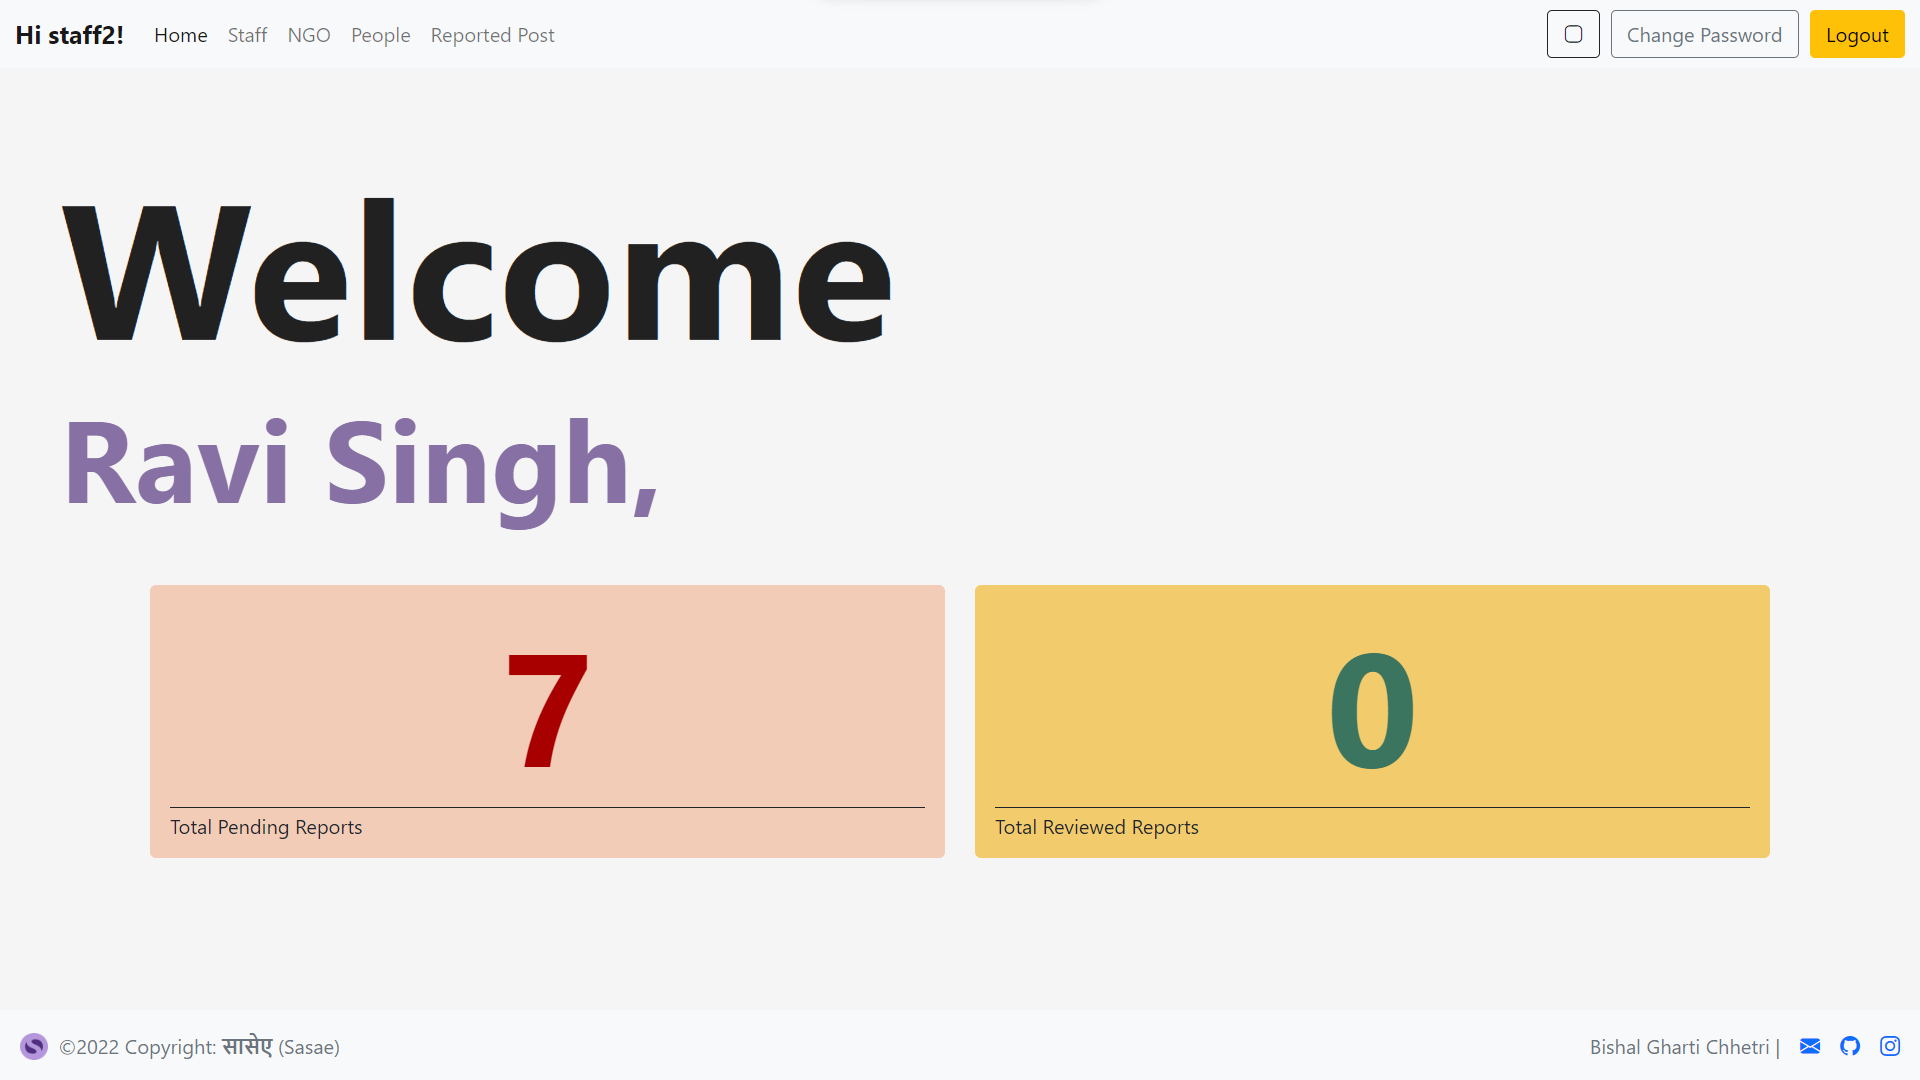 Hi staff2! Home Staff NGO People Reported Post Change Password Logout
Welcome
Ravi Singh,
7
Total Pending Reports
0
Total Reviewed Reports
©2022 Copyright: सासेए (Sasae) Bishal Gharti Chhetri |